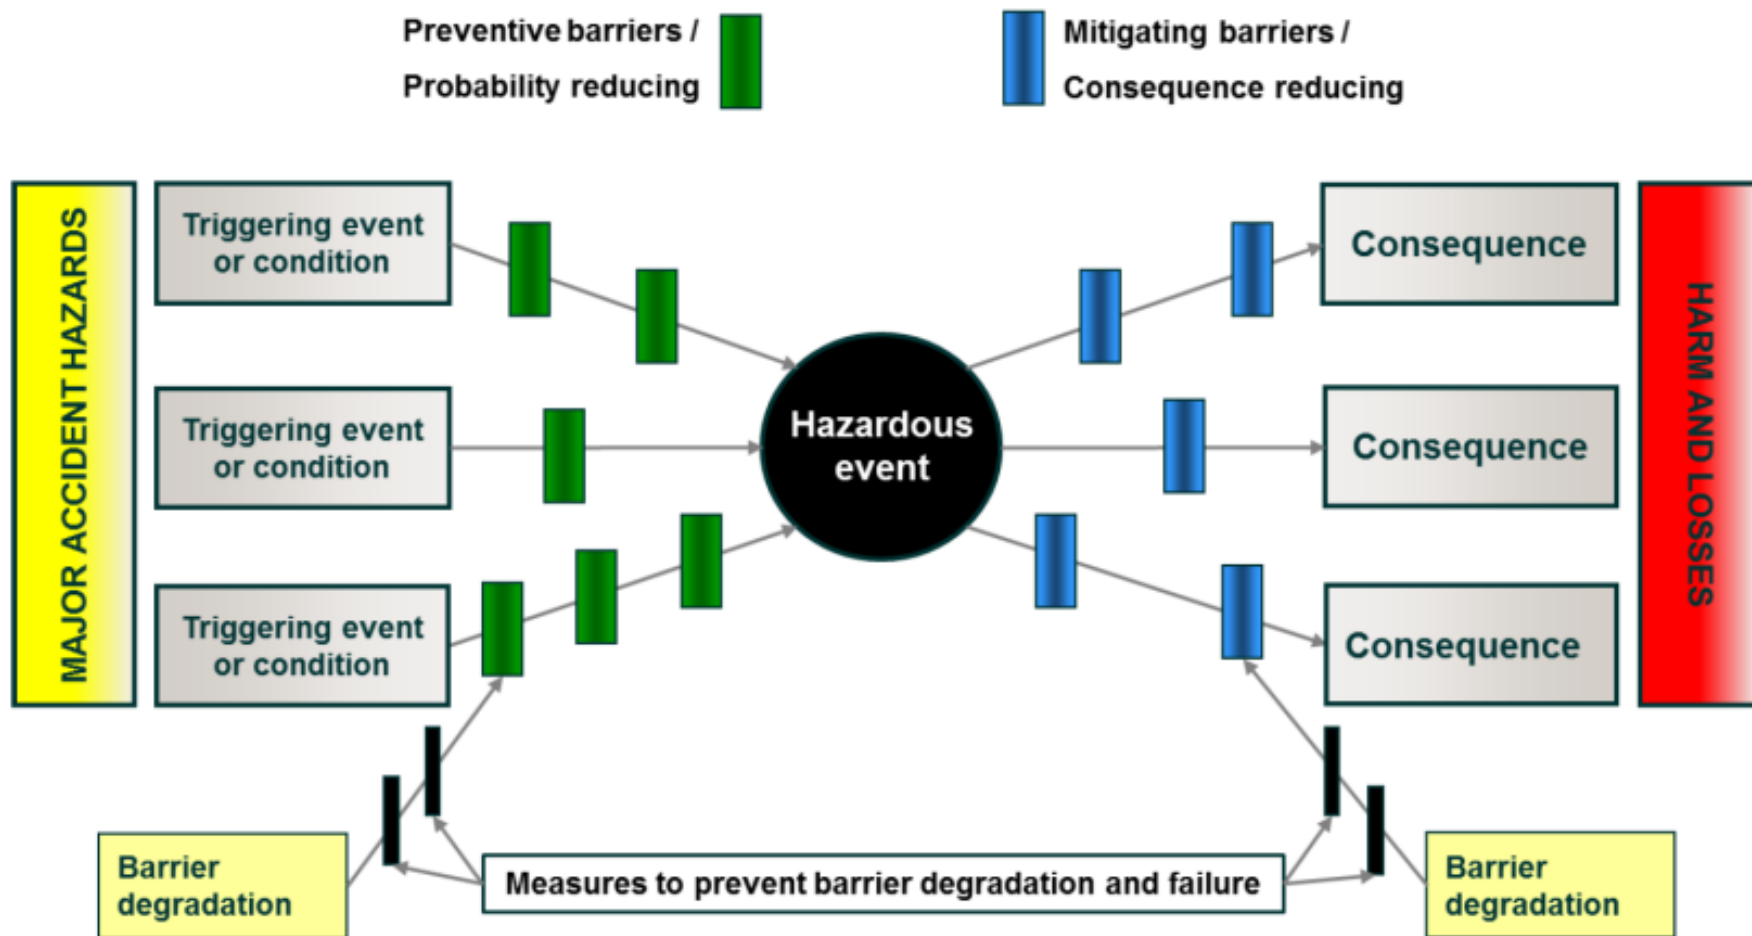 Preventive barriers /
Probability reducing
Mitigating barriers /
Consequence reducing
MAJOR ACCIDENT HAZARDS
Triggering event
or condition
Triggering event
or condition
Triggering event
or condition
Hazardous
event
Consequence
Consequence
Consequence
HARM AND LOSSES
Barrier
degradation
Measures to prevent barrier degradation and failure
Barrier
degradation